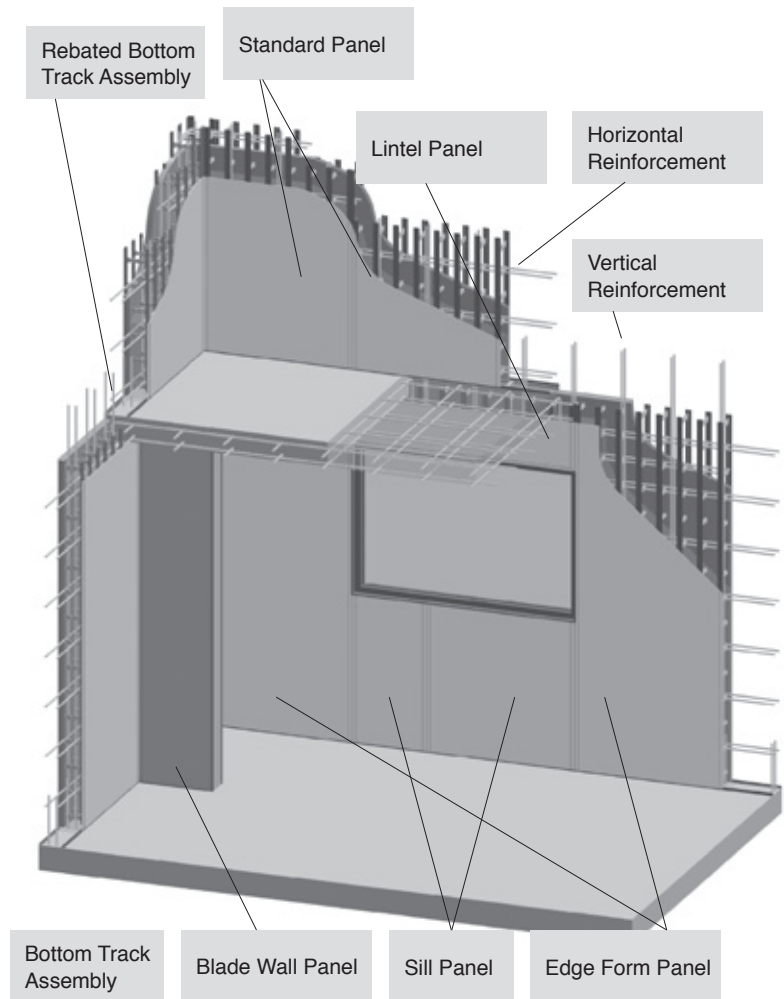 Rebated Bottom
Track Assembly
Standard Panel
Lintel Panel
Horizontal
Reinforcement
Vertical
Reinforcement
Bottom Track
Assembly
Blade Wall Panel
Sill Panel
Edge Form Panel